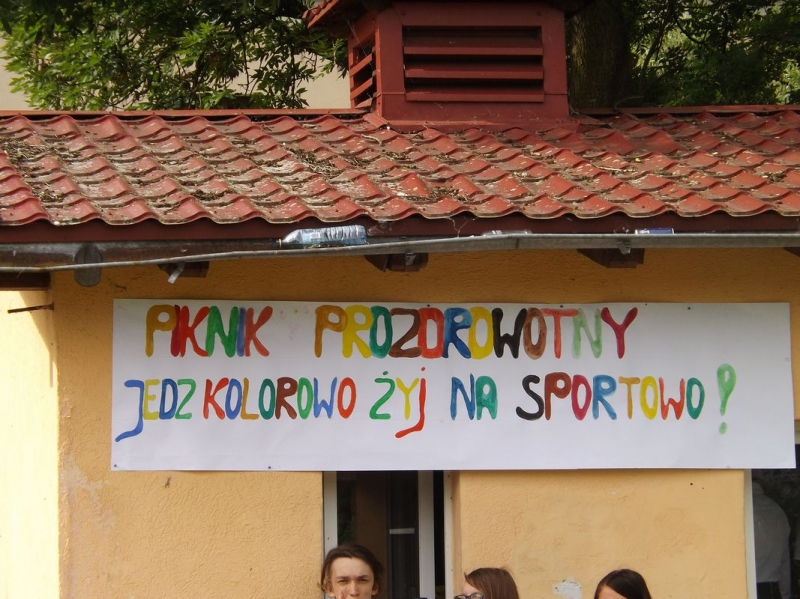 PIKNIK PROZDROWOTNY
JEDZ KOLOROWO ŻYJ NA SPORTOWO!